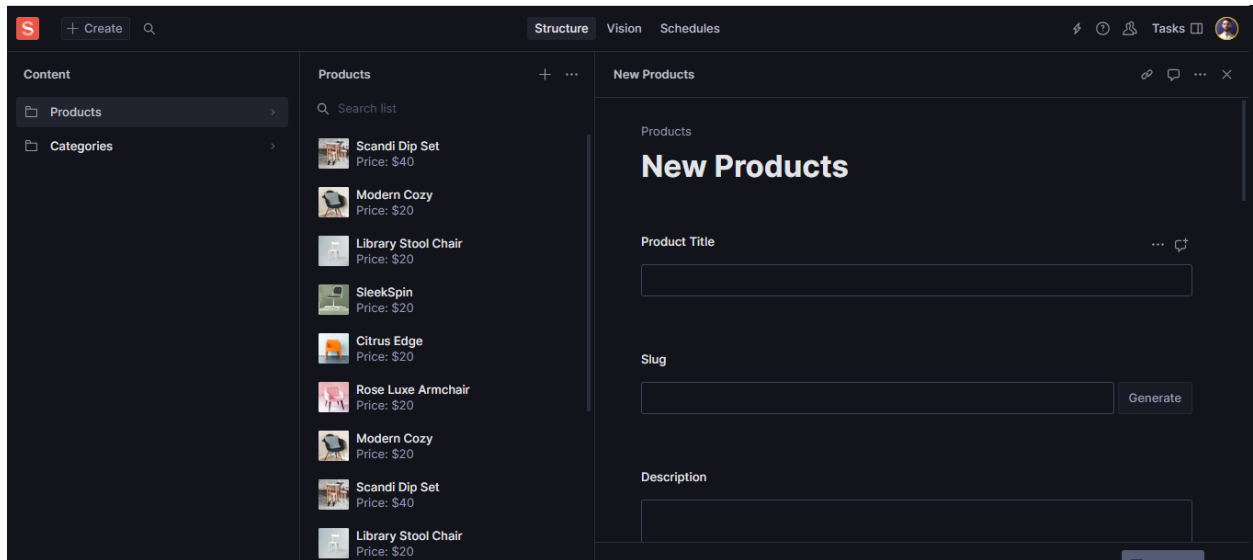 S
Create
Structure
Vision
Schedules
Tasks
Content
Products
Categories
Products
Search list
Scandi Dip Set
Price: $40
Modern Cozy
Price: $20
Library Stool Chair
Price: $20
SleekSpin
Price: $20
Citrus Edge
Price: $20
Rose Luxe Armchair
Price: $20
Modern Cozy
Price: $20
Scandi Dip Set
Price: $40
Library Stool Chair
Price: $20
New Products
Products
New Products
Product Title
Slug
Generate
Description